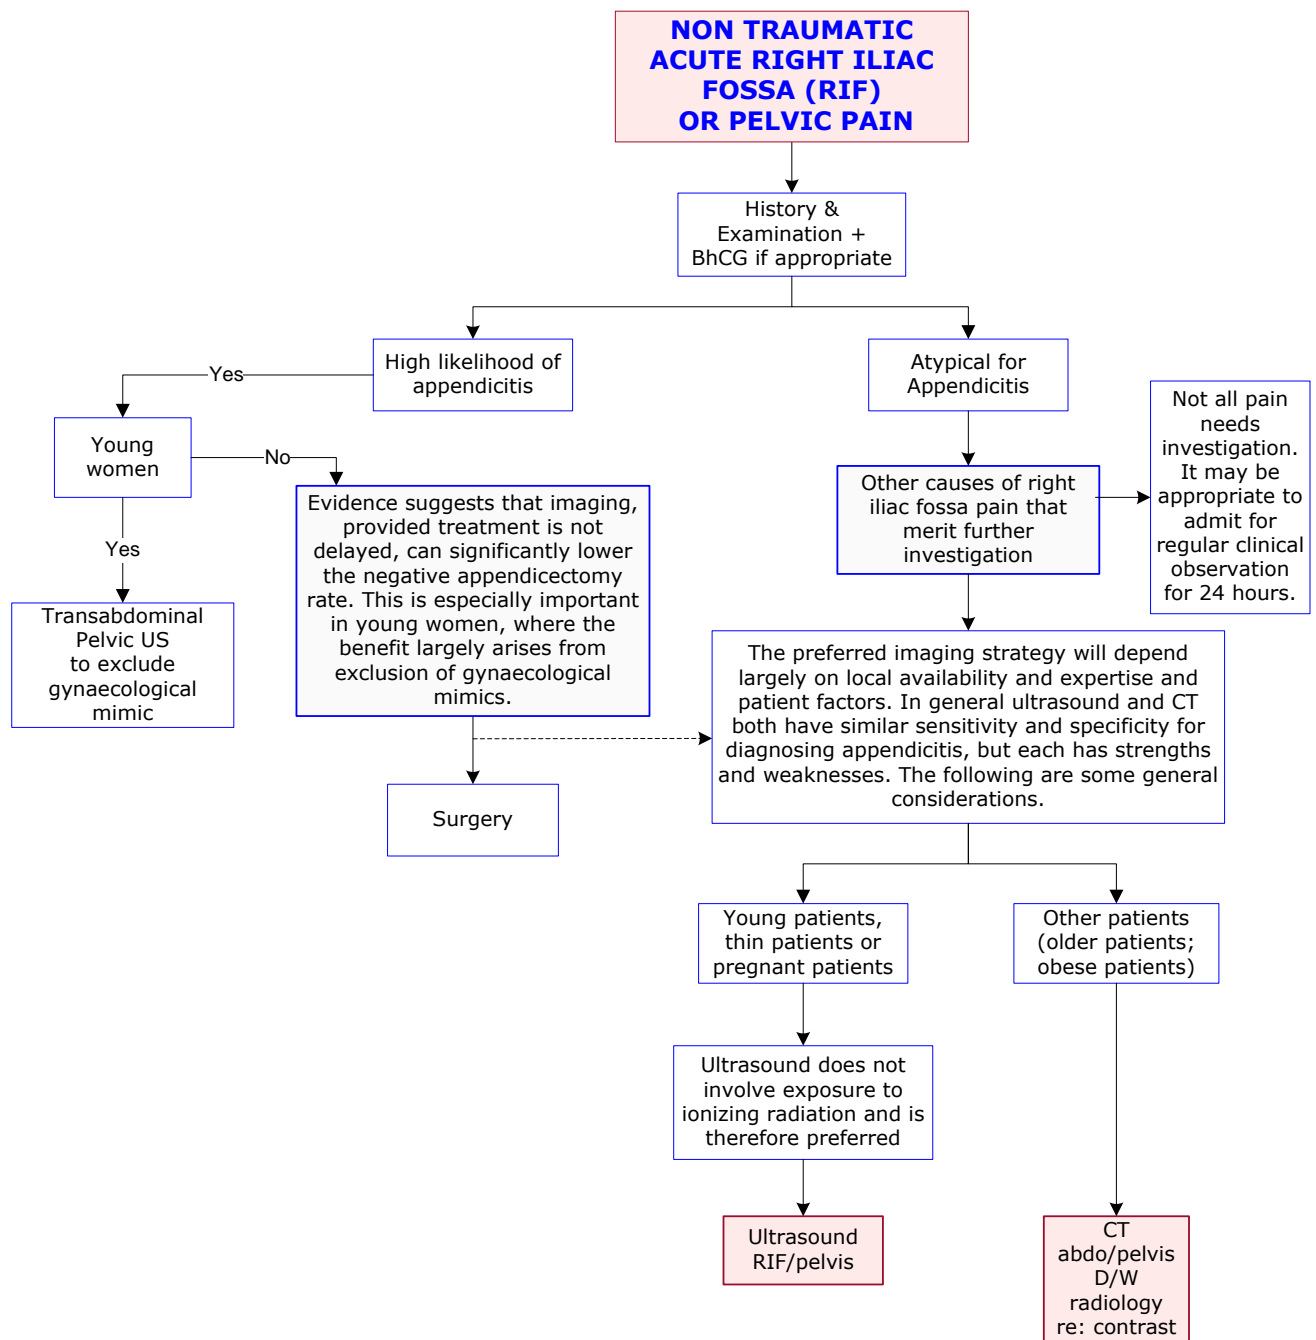 NON TRAUMATIC
ACUTE RIGHT ILIAC
FOSSA (RIF)
OR PELVIC PAIN
History &
Examination +
BhCG if appropriate
High likelihood of
appendicitis
Atypical for
Appendicitis
Yes
Young
women
No
Yes
Transabdominal
Pelvic US
to exclude
gynaecological
mimic
Evidence suggests that imaging,
provided treatment is not
delayed, can significantly lower
the negative appendicectomy
rate. This is especially important
in young women, where the
benefit largely arises from
exclusion of gynaecological
mimics.
Surgery
Other causes of right
iliac fossa pain that
merit further
investigation
Not all pain
needs
investigation.
It may be
appropriate to
admit for
regular clinical
observation
for 24 hours.
The preferred imaging strategy will depend
largely on local availability and expertise and
patient factors. In general ultrasound and CT
both have similar sensitivity and specificity for
diagnosing appendicitis, but each has strengths
and weaknesses. The following are some general
considerations.
Young patients,
thin patients or
pregnant patients
Other patients
(older patients;
obese patients)
Ultrasound does not
involve exposure to
ionizing radiation and is
therefore preferred
Ultrasound
RIF/pelvis
CT
abdo/pelvis
D/W
radiology
re: contrast